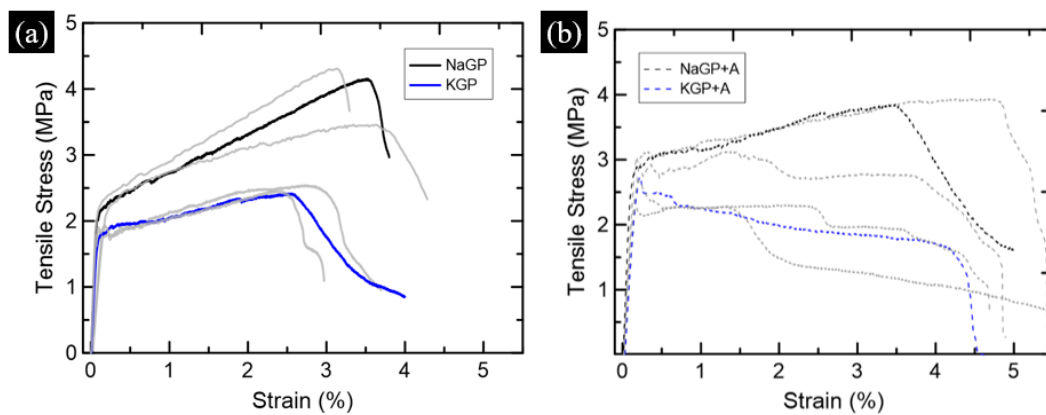 (a)
Tensile Stress (MPa)
5
4
3
2
1
0
NaGP
KGP
0 1 2 3 4 5
Strain (%)
(b)
Tensile Stress (MPa)
5
4
3
2
1
NaGP+A
KGP+A
0 1 2 3 4 5
Strain (%)